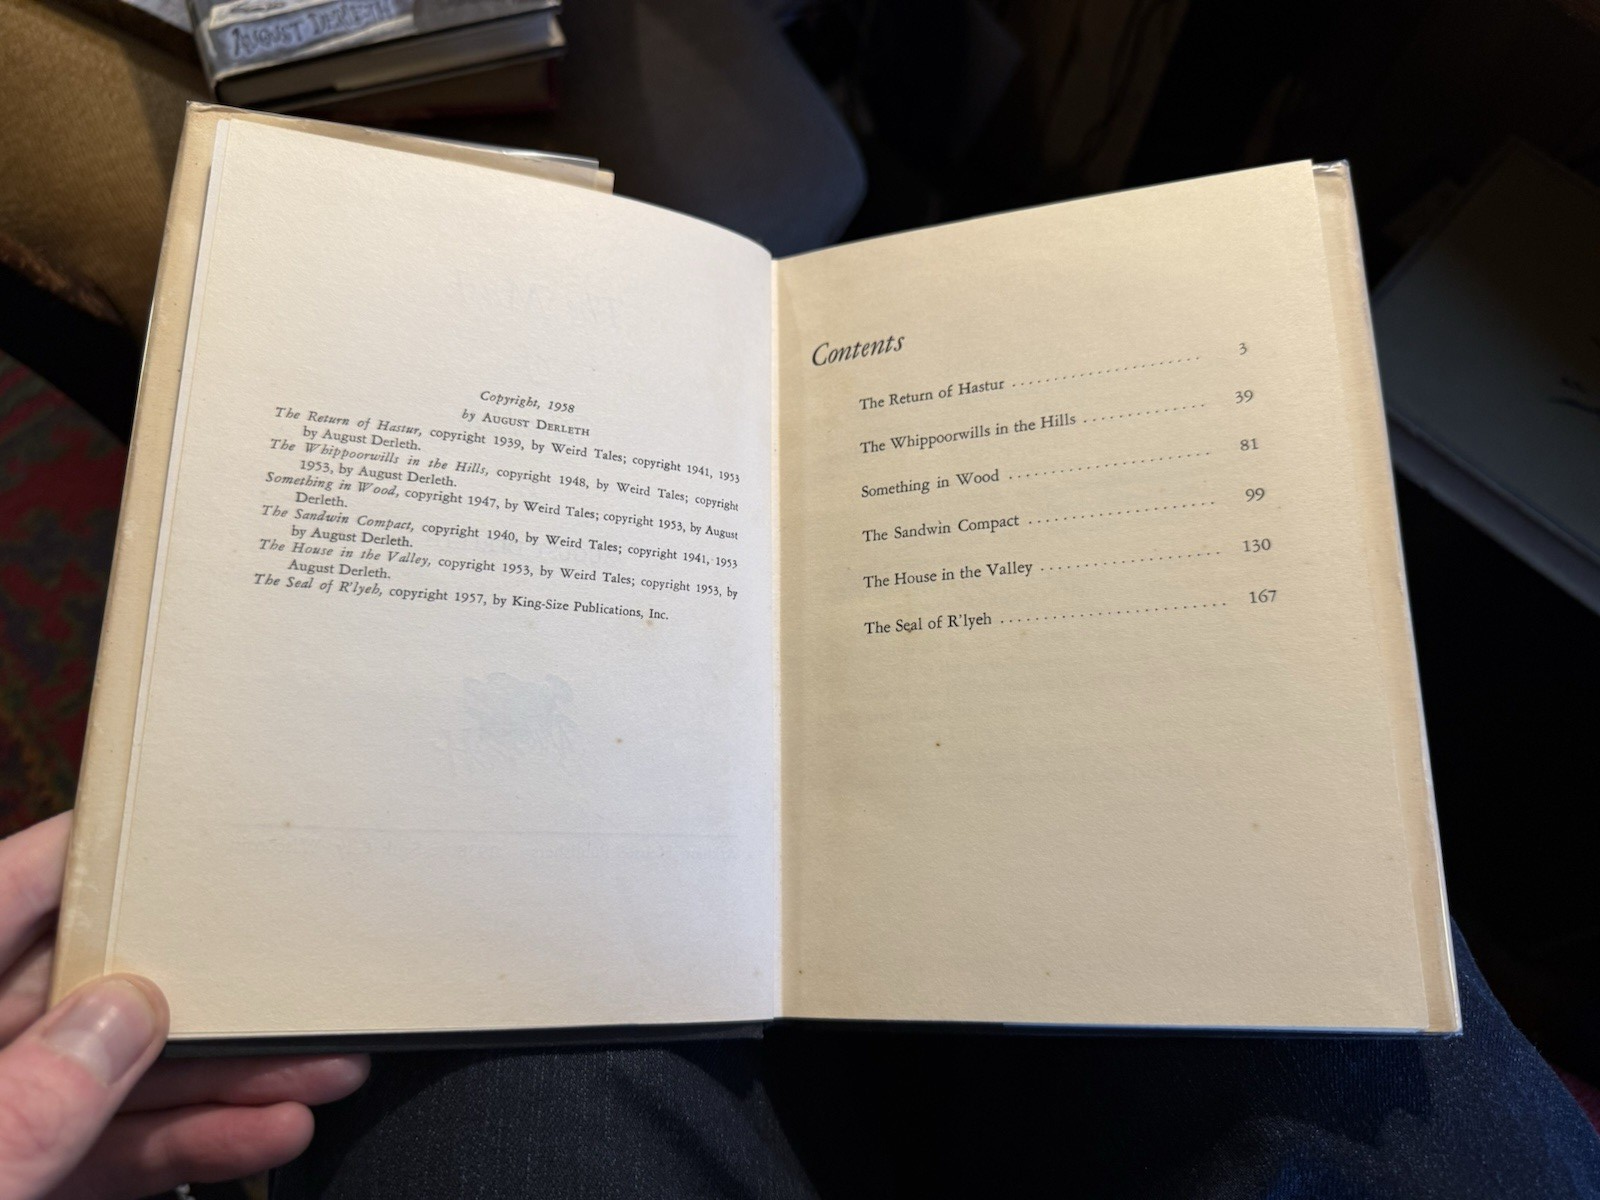 AUGUST DERLETH
Copyright, 1958
by AUGUST DERLETH
The Return of Hastur, copyright 1939, by Weird Tales; copyright 1941, 1953
by August Derleth.
The Whippoorwills in the Hills, copyright 1948, by Weird Tales; copyright
1953, by August Derleth.
Something in Wood, copyright 1947, by Weird Tales; copyright 1953, by August
Derleth.
The Sandwin Compact, copyright 1940, by Weird Tales; copyright 1941, 1953
by August Derleth.
The House in the Valley, copyright 1953, by Weird Tales; copyright 1953, by
August Derleth.
The Seal of R'lyeh, copyright 1957, by King-Size Publications, Inc.
Contents
The Return of Hastur .................... 3
The Whippoorwills in the Hills ............. 39
Something in Wood ..................... 81
The Sandwin Compact ................... 99
The House in the Valley .................. 130
The Seal of R'lyeh ....................... 167